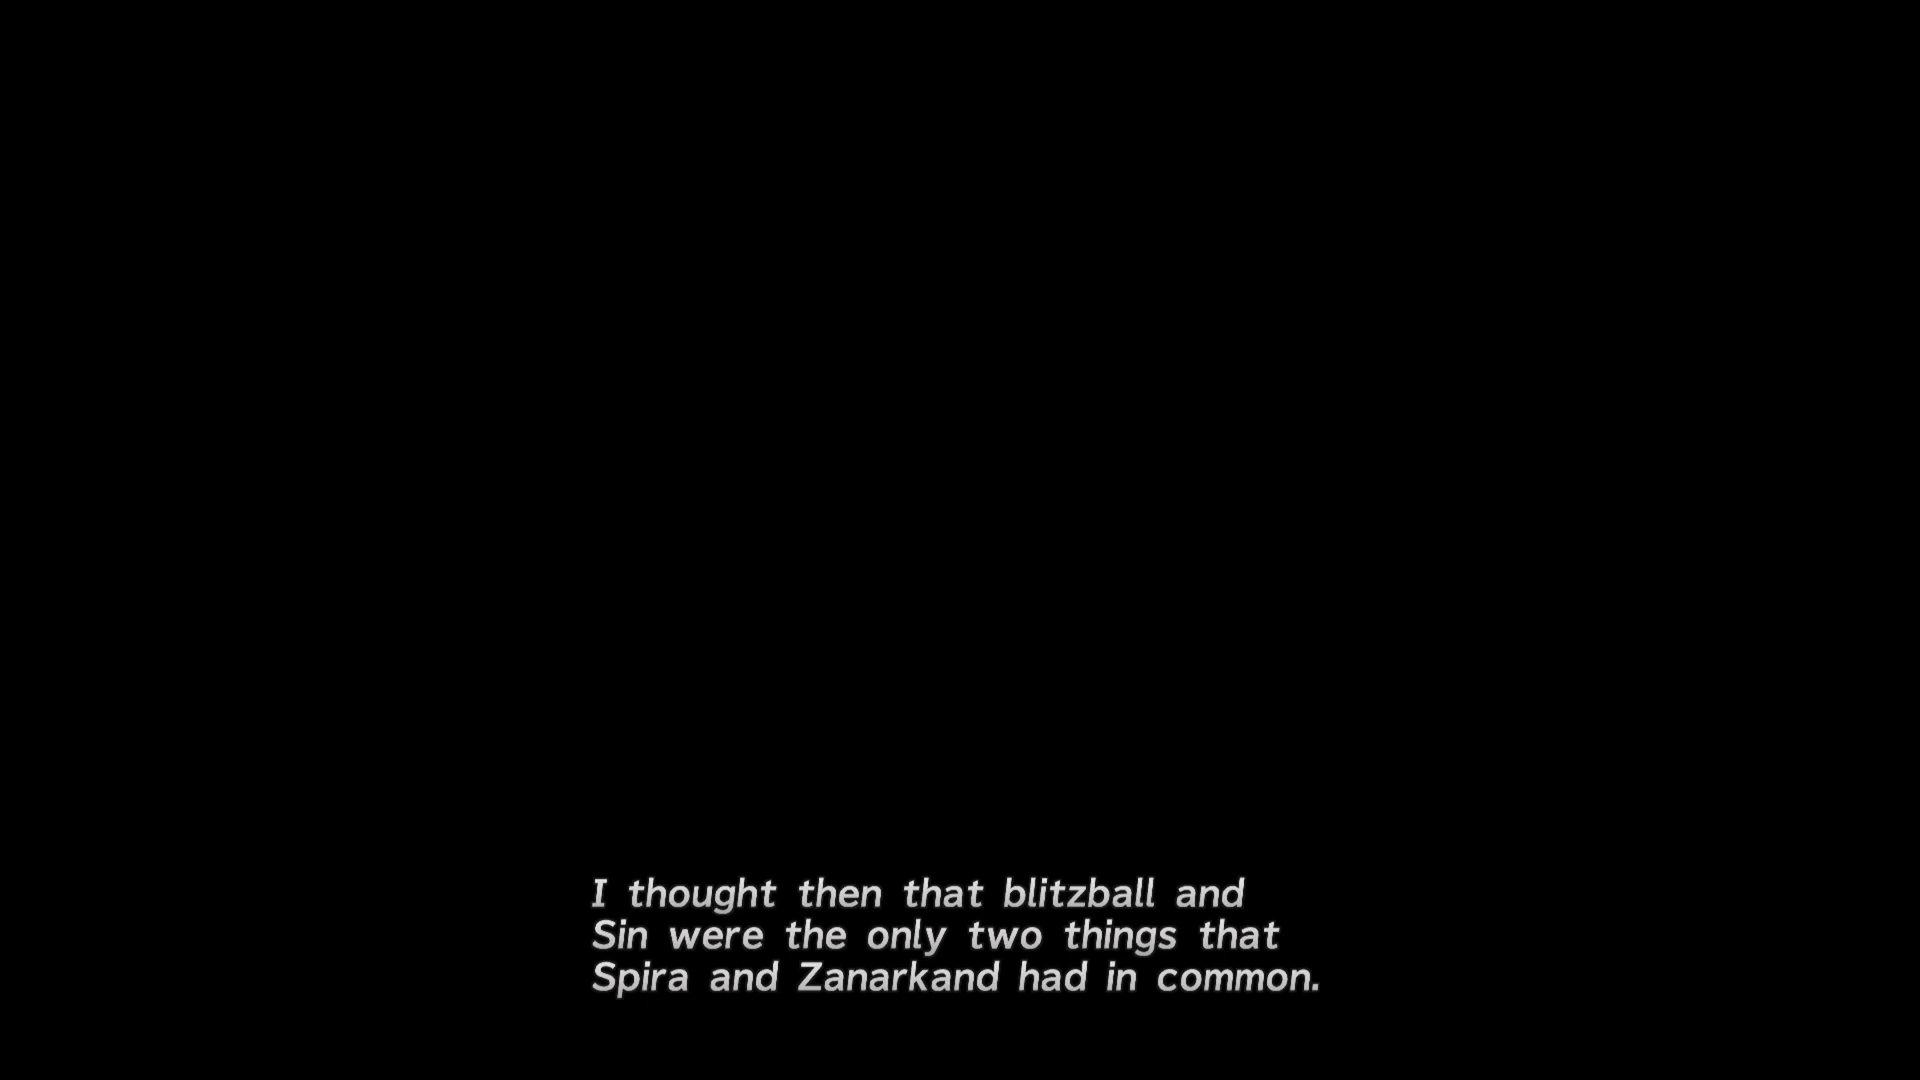 I thought then that blitzball and
Sin were the only two things that
Spira and Zanarkand had in common.